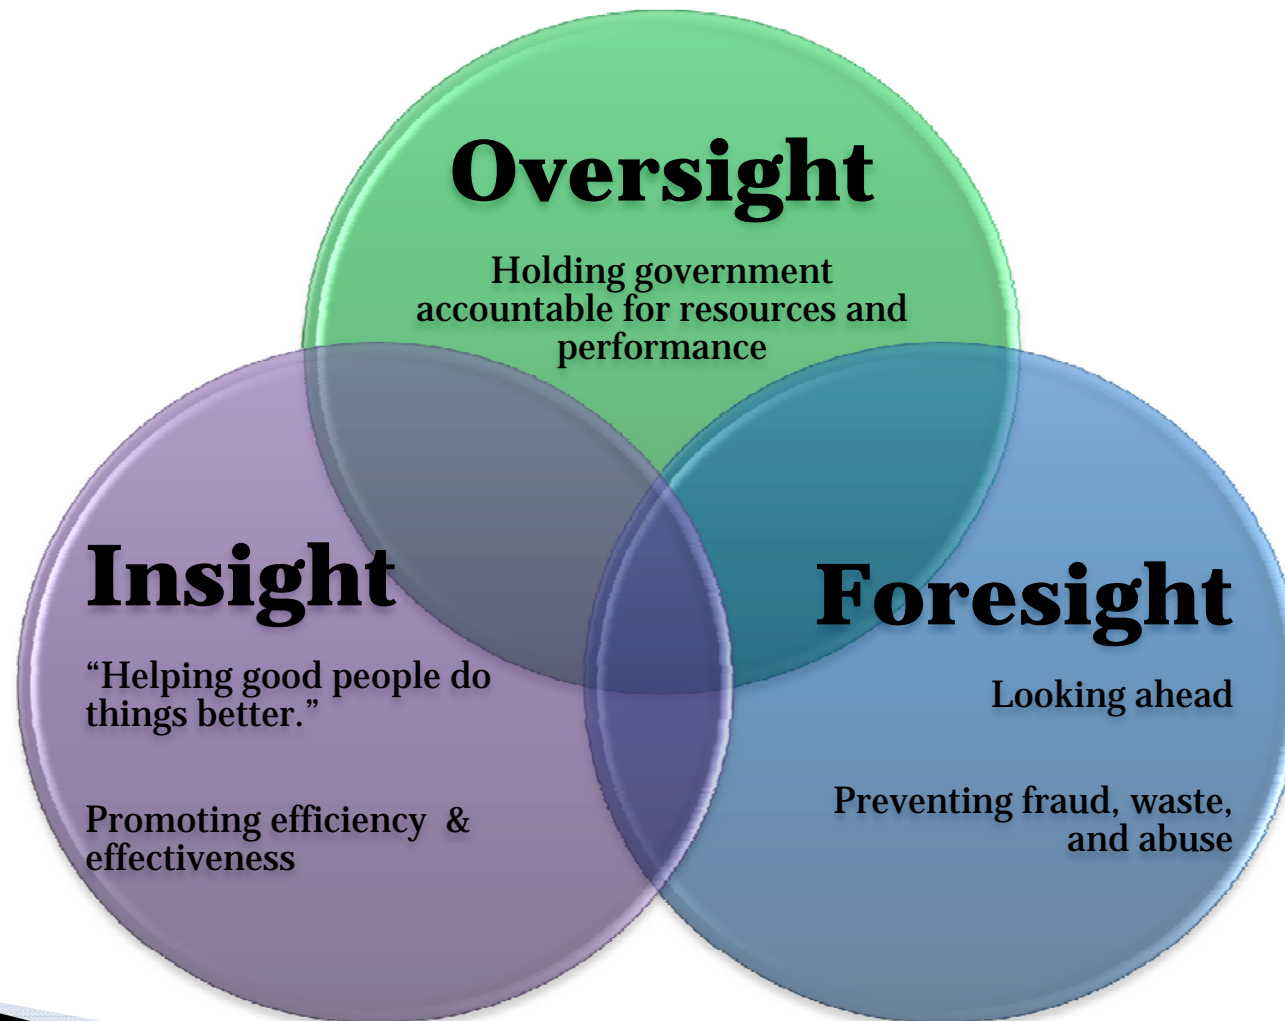 Oversight
Holding government
accountable for resources and
performance
Insight
“Helping good people do
things better.”
Promoting efficiency  &
effectiveness
Foresight
Looking ahead
Preventing fraud, waste,
and abuse